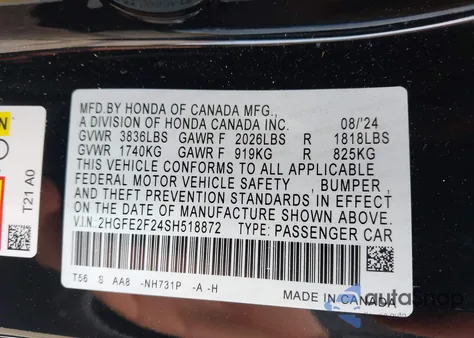 MFD.BY HONDA OF CANADA MFG.,
A DIVISION OF HONDA CANADA INC. 08/'24
GVWR 3836LBS GAWR F 2026LBS R 1818LBS
GVWR 1740KG GAWR F 919KG R 825KG
THIS VEHICLE CONFORMS TO ALL APPLICABLE
FEDERAL MOTOR VEHICLE SAFETY , BUMPER ,
AND THEFT PREVENTION STANDARDS IN EFFECT
ON THE DATE OF MANUFACTURE SHOWN ABOVE.
V.I.N:2HGFE2F24SH518872 TYPE: PASSENGER CAR
T56 S AA8 -NH731P -A -H
MADE IN CANADA
T21 A0
autoSnap